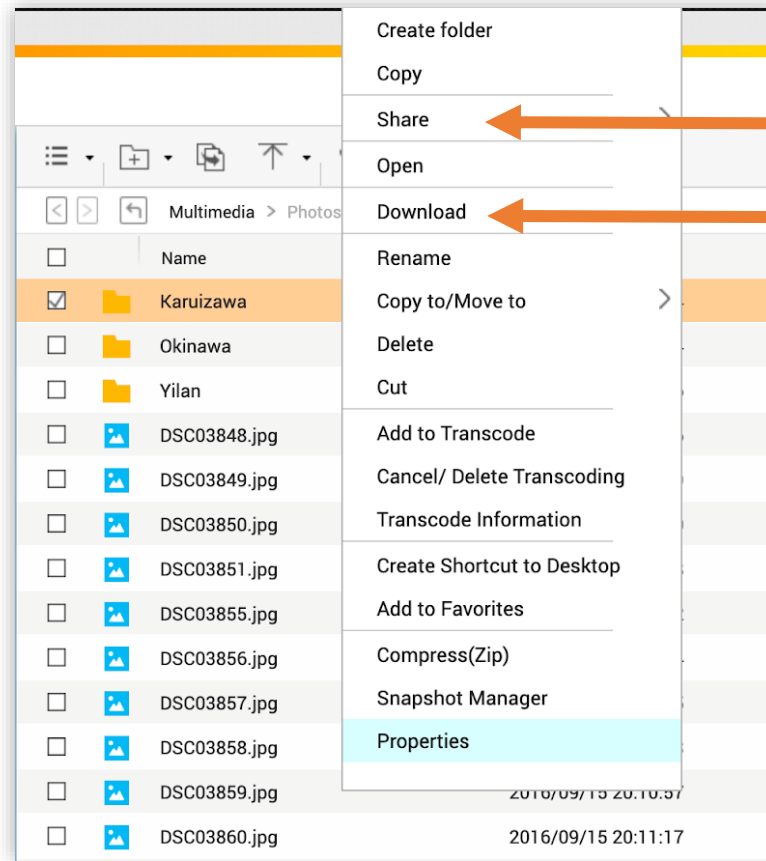 Create folder
Copy
Share
Open
Download
Rename
Copy to/Move to
Delete
Cut
Add to Transcode
Cancel/ Delete Transcoding
Transcode Information
Create Shortcut to Desktop
Add to Favorites
Compress(Zip)
Snapshot Manager
Properties
Multimedia > Photos
Name
Karuizawa
Okinawa
Yilan
DSC03848.jpg
DSC03849.jpg
DSC03850.jpg
DSC03851.jpg
DSC03855.jpg
DSC03856.jpg
DSC03857.jpg
DSC03858.jpg
DSC03859.jpg 2016/09/15 20:10:57
DSC03860.jpg 2016/09/15 20:11:17